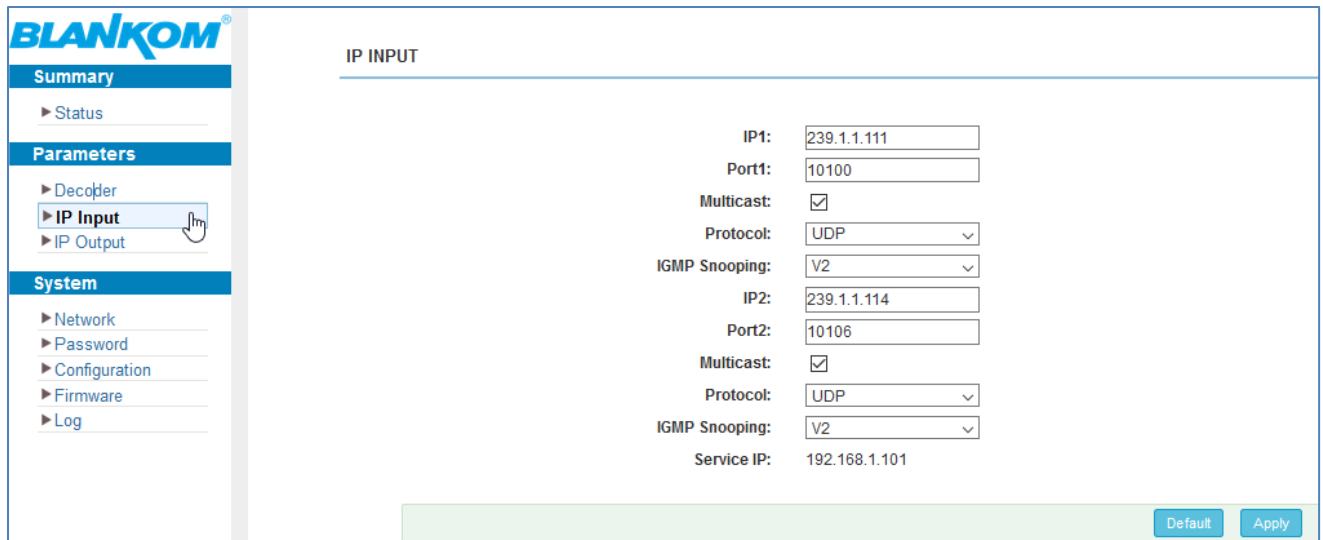 BLANKOM®
Summary
Status
Parameters
Decoder
IP Input
IP Output
System
Network
Password
Configuration
Firmware
Log
IP INPUT
IP1: 239.1.1.111
Port1: 10100
Multicast:
Protocol: UDP
IGMP Snooping: V2
IP2: 239.1.1.114
Port2: 10106
Multicast:
Protocol: UDP
IGMP Snooping: V2
Service IP: 192.168.1.101
Default Apply